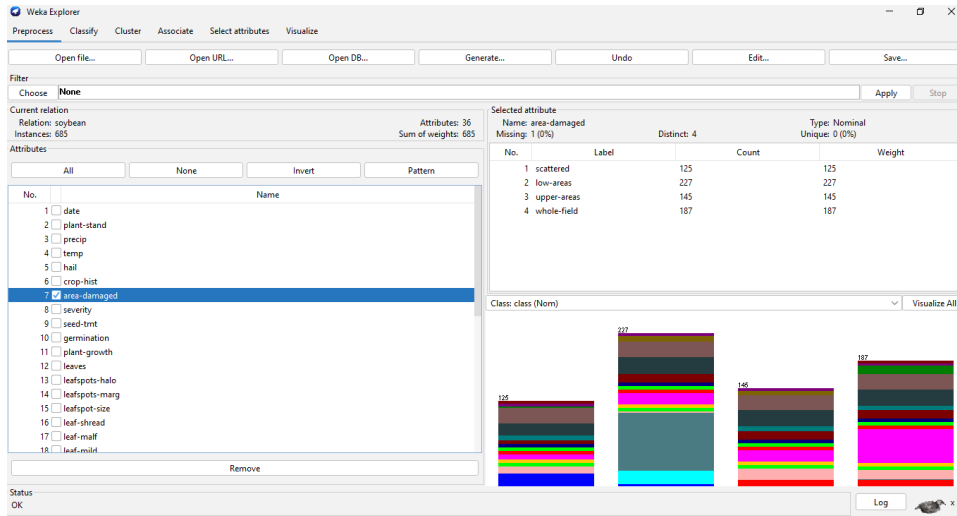 Weka Explorer
Preprocess Classify Cluster Associate Select attributes Visualize
Open file... Open URL... Open DB... Generate... Undo Edit... Save...
Filter
Choose None Apply Stop
Current relation
Relation: soybean Attributes: 36
Instances: 685 Sum of weights: 685
Attributes
All None Invert Pattern
No. Name
1 date
2 plant-stand
3 precip
4 temp
5 hail
6 crop-hist
7 area-damaged
8 severity
9 seed-tmt
10 germination
11 plant-growth
12 leaves
13 leafspots-halo
14 leafspots-marg
15 leafspot-size
16 leaf-shread
17 leaf-malf
18 leaf-mild
Remove
Selected attribute
Name: area-damaged Type: Nominal
Missing: 1 (0%) Distinct: 4 Unique: 0 (0%)
No. Label Count Weight
1 scattered 125 125
2 low-areas 227 227
3 upper-areas 145 145
4 whole-field 187 187
Class: class (Nom) Visualize All
125 227 145 187
Status
OK Log x